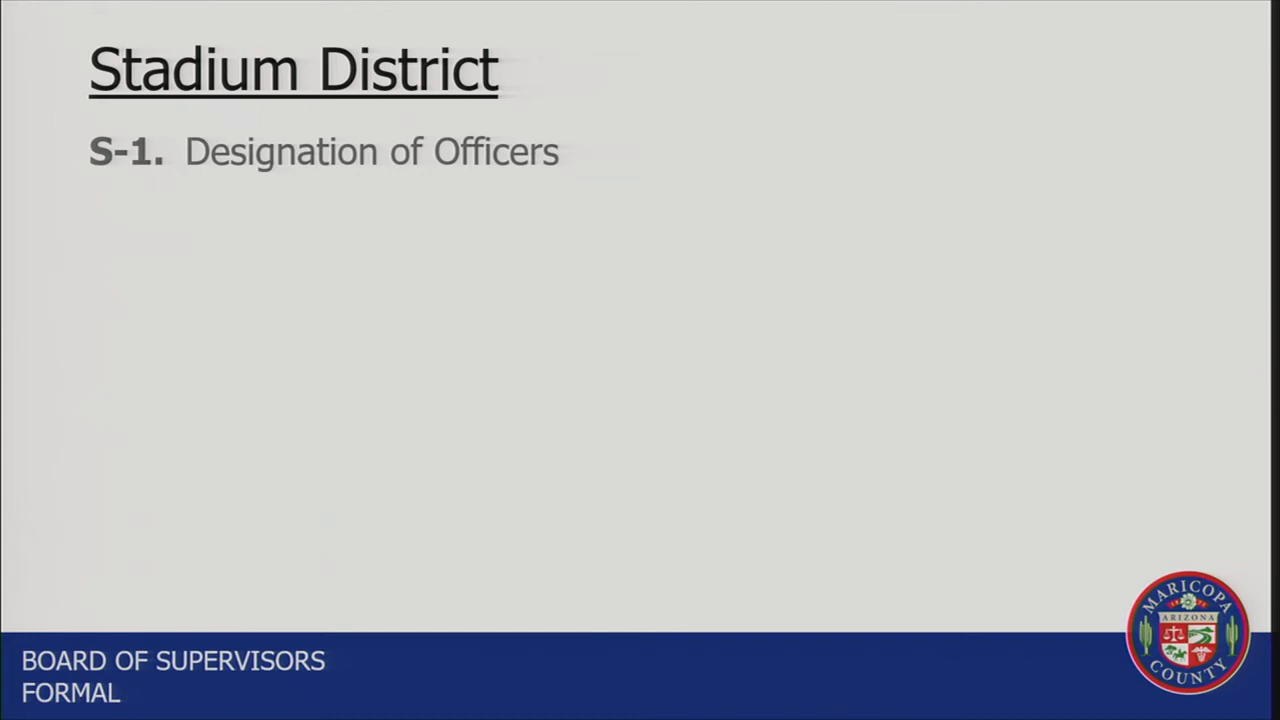 Stadium District
S-1. Designation of Officers
BOARD OF SUPERVISORS
FORMAL
MARICOPA
ARIZONA
COUNTY